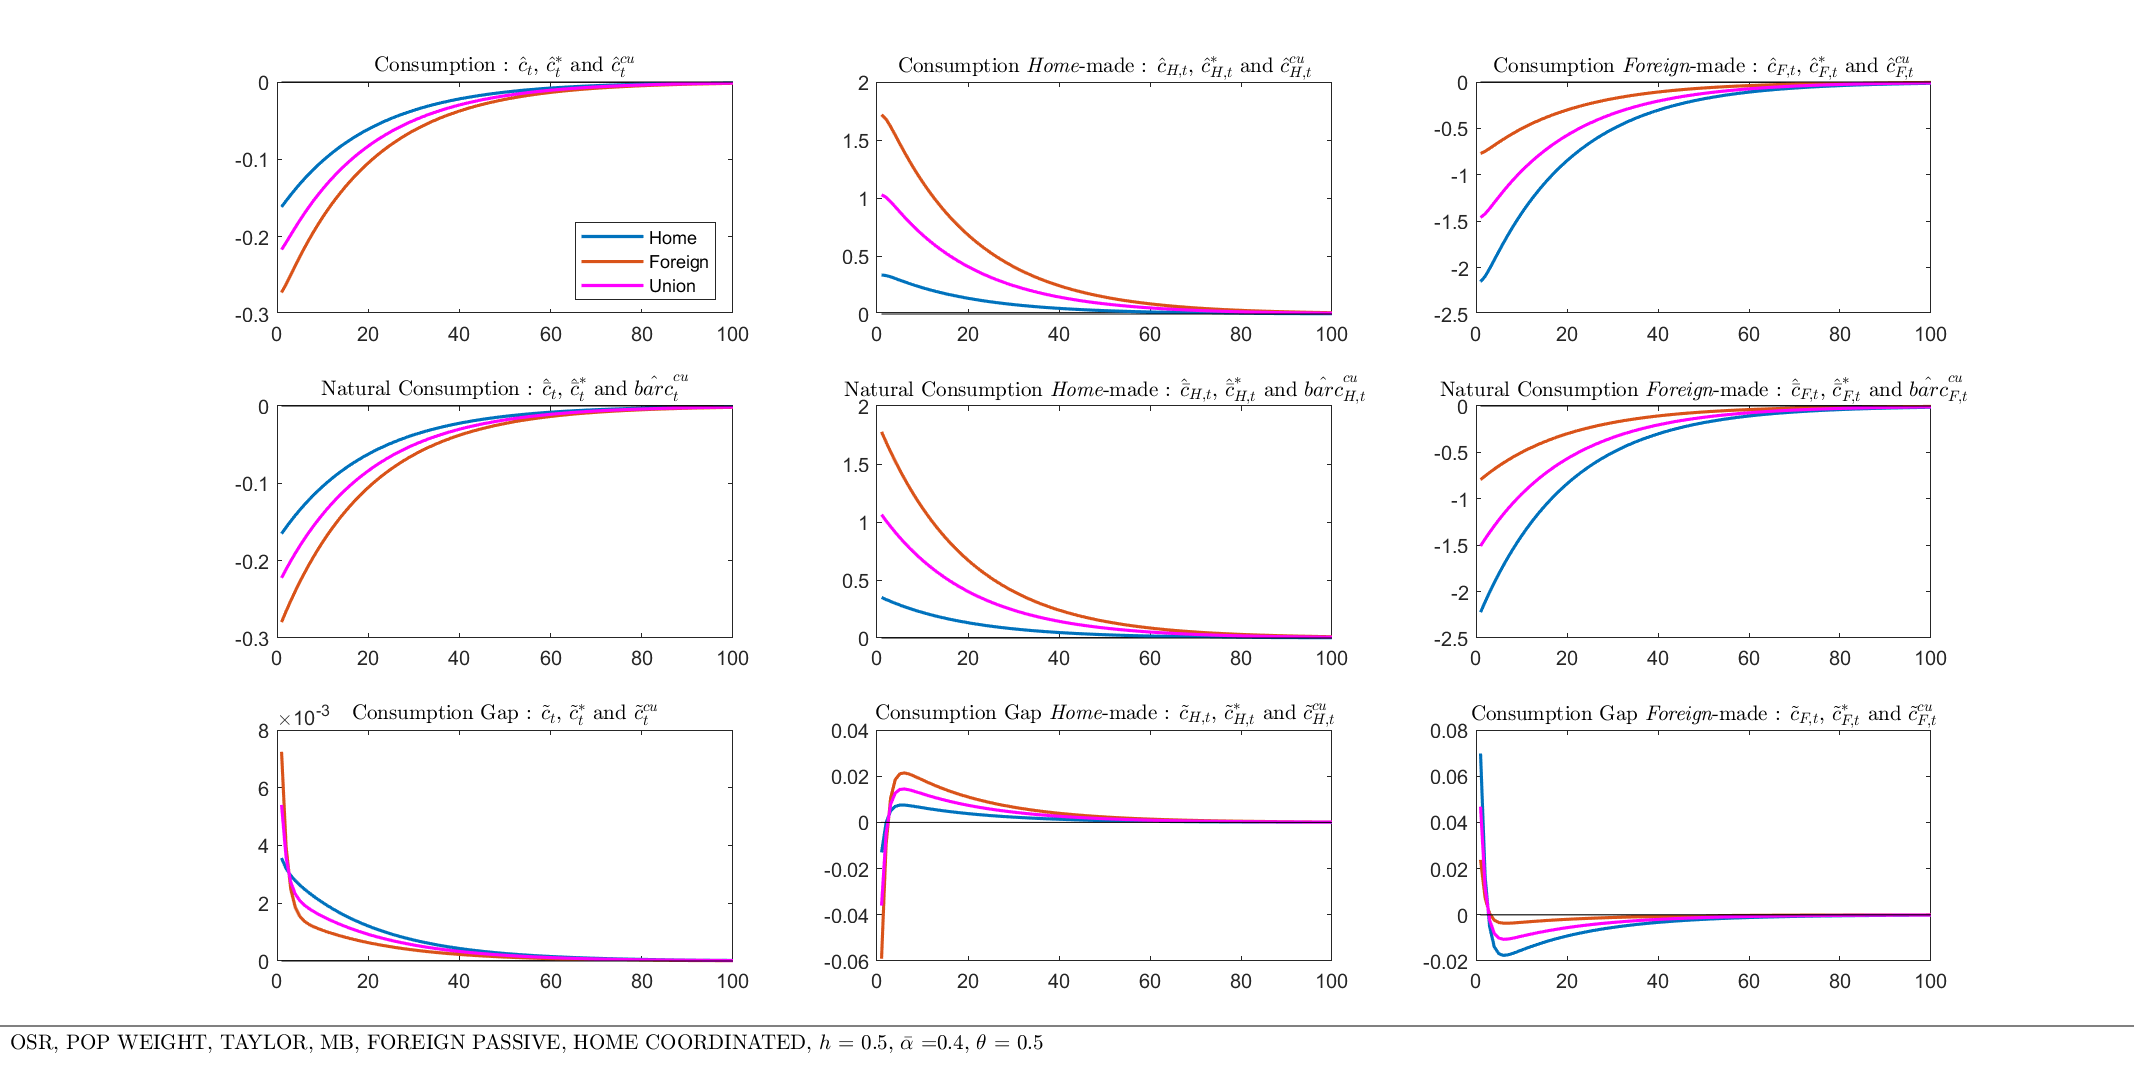 Consumption : ĉ_t, ĉ*_t and ĉ^cu_t
0
-0.1
-0.2
-0.3
0 20 40 60 80 100
Home
Foreign
Union
Consumption Home-made : ĉ_H,t, ĉ*_H,t and ĉ^cu_H,t
2
1.5
1
0.5
0
0 20 40 60 80 100
Consumption Foreign-made : ĉ_F,t, ĉ*_F,t and ĉ^cu_F,t
0
-0.5
-1
-1.5
-2
-2.5
0 20 40 60 80 100
Natural Consumption : c̄̂_t, c̄̂*_t and bar̂c^cu_t
0
-0.1
-0.2
-0.3
0 20 40 60 80 100
Natural Consumption Home-made : c̄̂_H,t, c̄̂*_H,t and bar̂c^cu_H,t
2
1.5
1
0.5
0
0 20 40 60 80 100
Natural Consumption Foreign-made : c̄̂_F,t, c̄̂*_F,t and bar̂c^cu_F,t
0
-0.5
-1
-1.5
-2
-2.5
0 20 40 60 80 100
Consumption Gap : c̃_t, c̃*_t and c̃^cu_t
×10^-3
8
6
4
2
0
0 20 40 60 80 100
Consumption Gap Home-made : c̃_H,t, c̃*_H,t and c̃^cu_H,t
0.04
0.02
0
-0.02
-0.04
-0.06
0 20 40 60 80 100
Consumption Gap Foreign-made : c̃_F,t, c̃*_F,t and c̃^cu_F,t
0.08
0.06
0.04
0.02
0
-0.02
0 20 40 60 80 100
OSR, POP WEIGHT, TAYLOR, MB, FOREIGN PASSIVE, HOME COORDINATED, h = 0.5, ᾱ =0.4, θ = 0.5